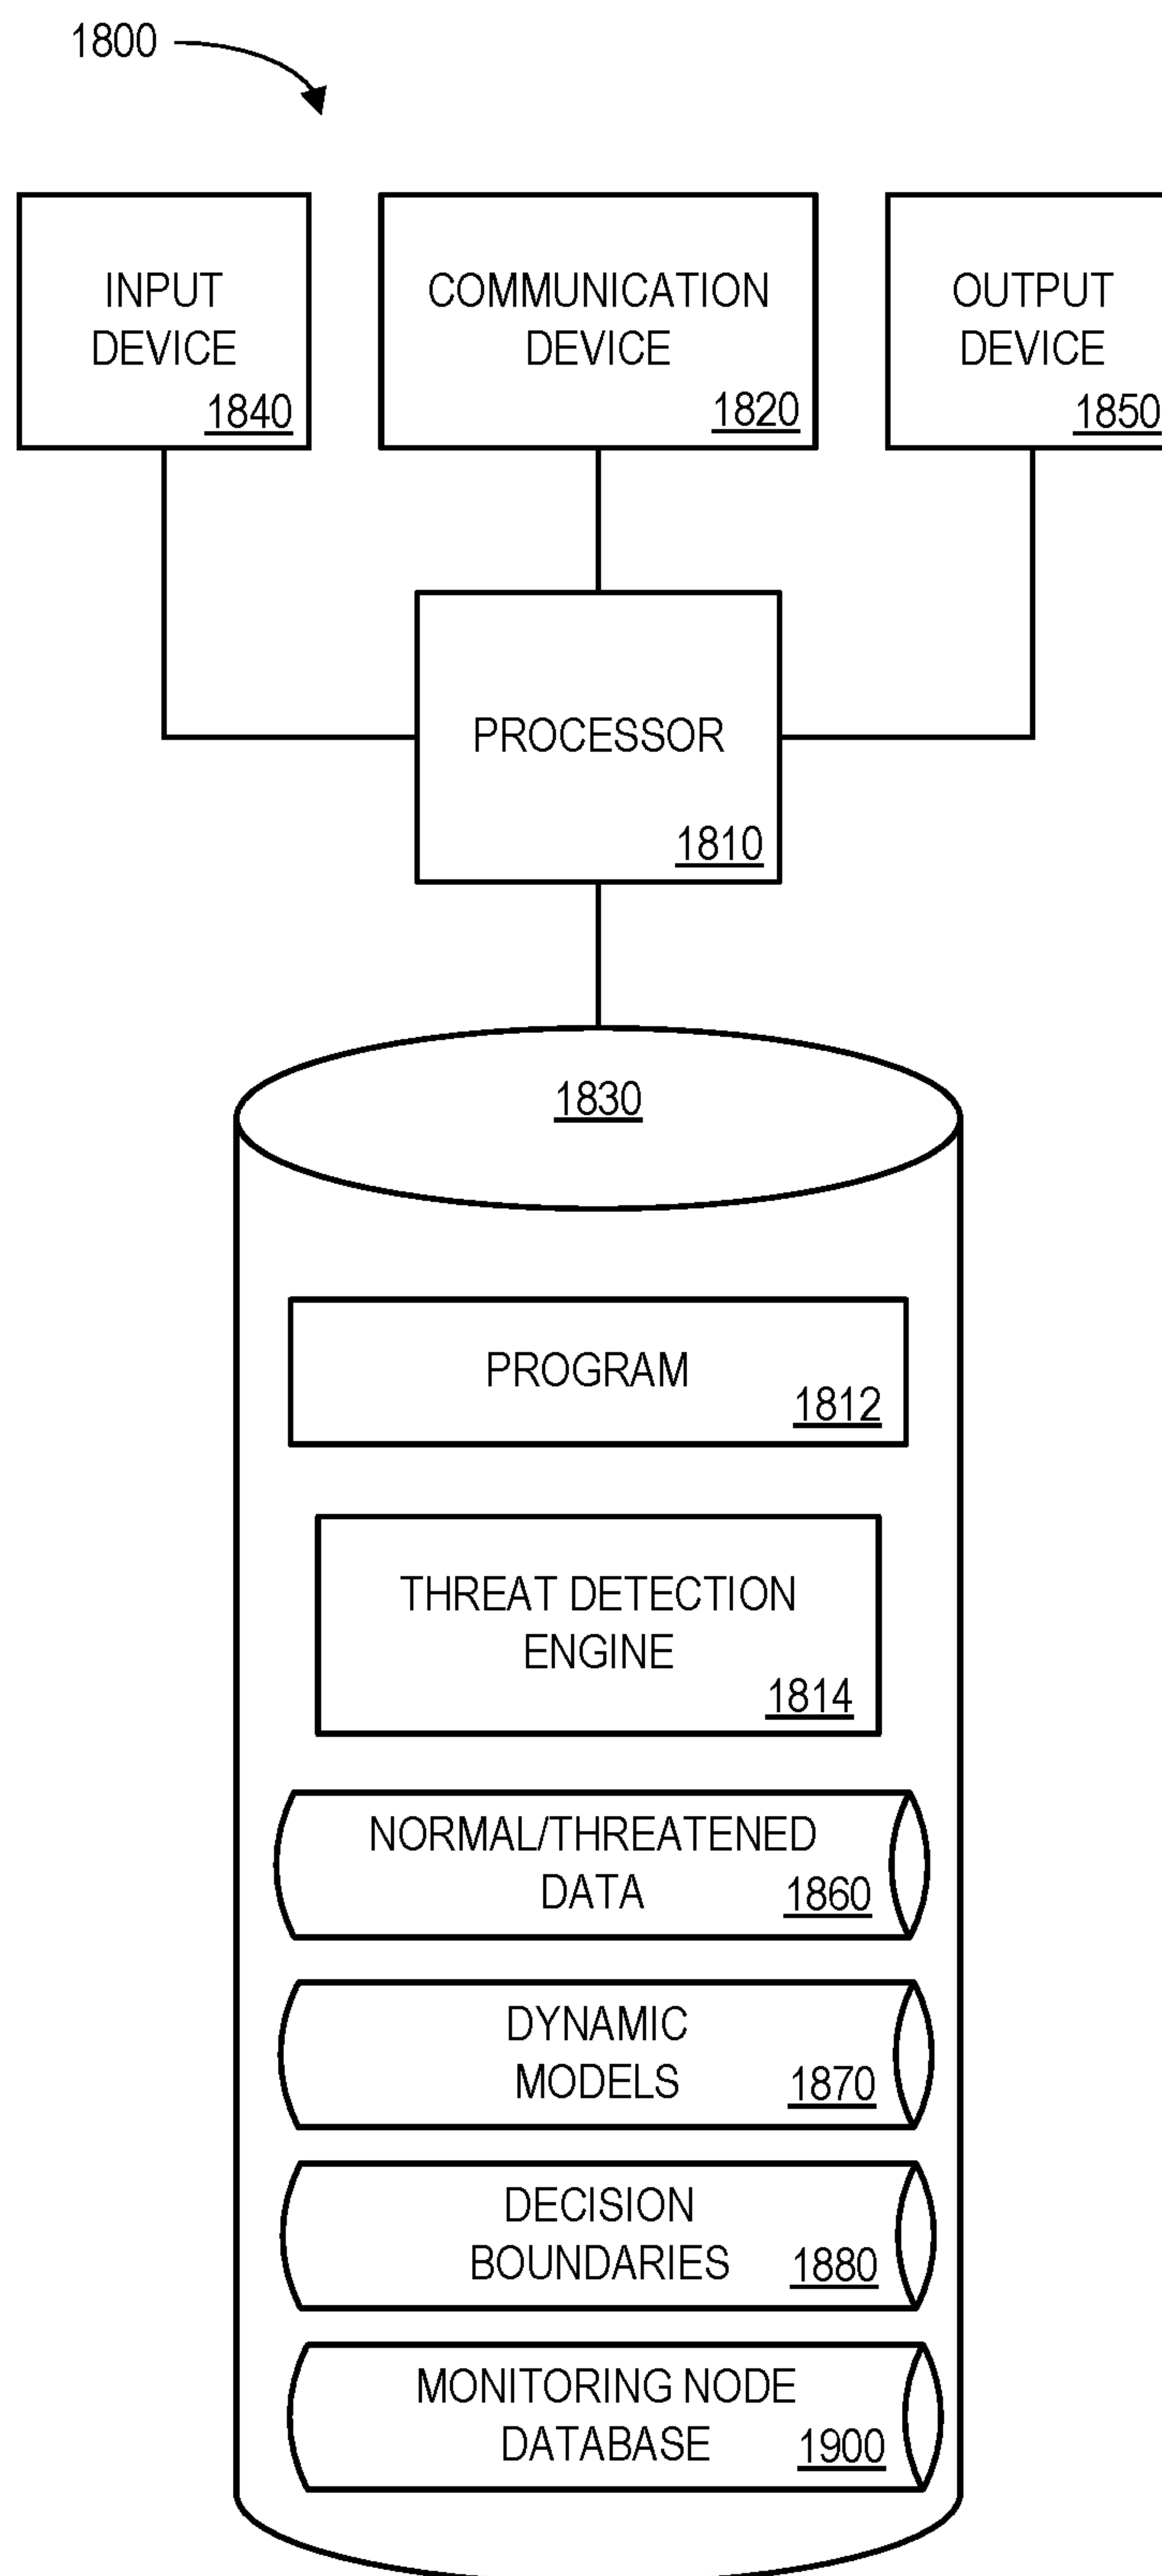 1800
INPUT
DEVICE
1840
COMMUNICATION
DEVICE
1820
OUTPUT
DEVICE
1850
PROCESSOR
1810
1830
PROGRAM
1812
THREAT DETECTION
ENGINE
1814
NORMAL/THREATENED
DATA
1860
DYNAMIC
MODELS
1870
DECISION
BOUNDARIES
1880
MONITORING NODE
DATABASE
1900